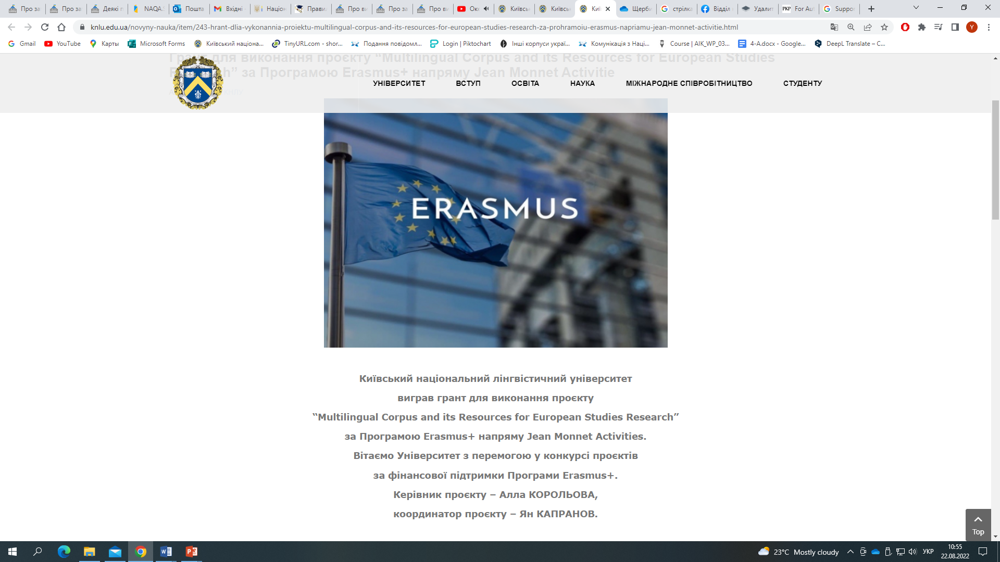 Про за
Про за
Деякі п
NAQA.
Пошта
Вхідні
Націон
Правил
Про ви
Про за
Про ви
Оке
Київсь
Київсь
Киї
Щерби
стрілка
Відділ
Удалит
PKP For Aut
Suppor
knlu.edu.ua/novyny-nauka/item/243-hrant-dlia-vykonannia-proiektu-multilingual-corpus-and-its-resources-for-european-studies-research-za-prohramoiu-erasmus-napriamu-jean-monnet-activitie.html
Y
Gmail
YouTube
Карты
Microsoft Forms
Київський націона...
TinyURL.com - shor...
Подання повідомл...
Login | Piktochart
Інші корпуси украї...
Комунікація з Наці...
Course | AIK_WP_03...
4-A.docx - Google...
DeepL Translate – C...
для виконання проєкту “Multilingual Corpus and its Resources for European Studies
за Програмою Erasmus+ напряму Jean Monnet Activitie
УНІВЕРСИТЕТ
ВСТУП
ОСВІТА
НАУКА
МІЖНАРОДНЕ СПІВРОБІТНИЦТВО
СТУДЕНТУ
ERASMUS
Київський національний лінгвістичний університет
виграв грант для виконання проєкту
“Multilingual Corpus and its Resources for European Studies Research”
за Програмою Erasmus+ напряму Jean Monnet Activities.
Вітаємо Університет з перемогою у конкурсі проєктів
за фінансової підтримки Програми Erasmus+.
Керівник проєкту – Алла КОРОЛЬОВА,
координатор проєкту – Ян КАПРАНОВ.
Top
23°C Mostly cloudy
УКР
10:55
22.08.2022